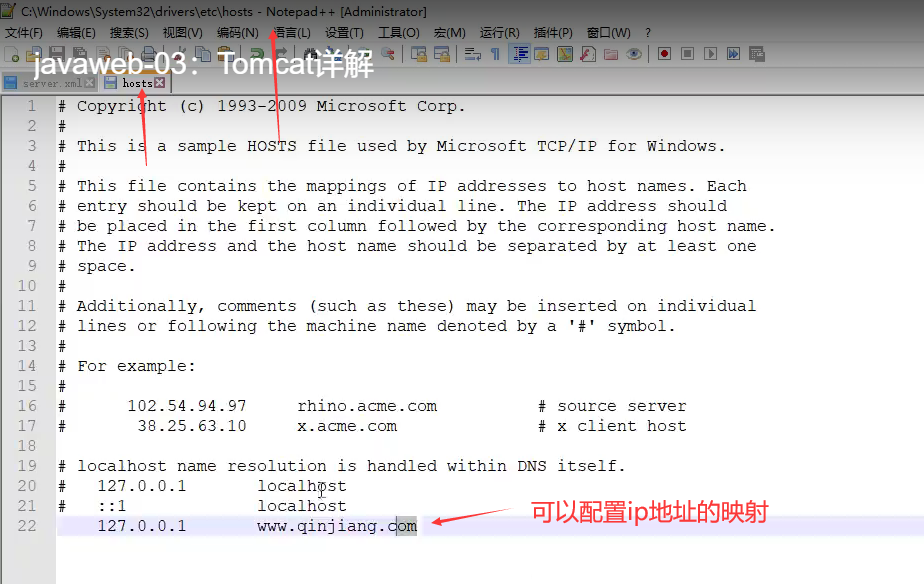 C:\Windows\System32\drivers\etc\hosts - Notepad++ [Administrator]
文件(F) 编辑(E) 搜索(S) 视图(V) 编码(N) 语言(L) 设置(T) 工具(O) 宏(M) 运行(R) 插件(P) 窗口(W) ?
javaweb-03：Tomcat详解
server.xml hosts
1 # Copyright (c) 1993-2009 Microsoft Corp.
2 #
3 # This is a sample HOSTS file used by Microsoft TCP/IP for Windows.
4 #
5 # This file contains the mappings of IP addresses to host names. Each
6 # entry should be kept on an individual line. The IP address should
7 # be placed in the first column followed by the corresponding host name.
8 # The IP address and the host name should be separated by at least one
9 # space.
10 #
11 # Additionally, comments (such as these) may be inserted on individual
12 # lines or following the machine name denoted by a '#' symbol.
13 #
14 # For example:
15 #
16 # 102.54.94.97 rhino.acme.com # source server
17 # 38.25.63.10 x.acme.com # x client host
18
19 # localhost name resolution is handled within DNS itself.
20 # 127.0.0.1 localhost
21 # ::1 localhost
22 127.0.0.1 www.qinjiang.com 可以配置ip地址的映射